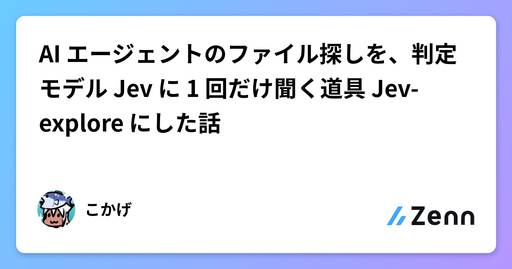 AI エージェントのファイル探しを、判定
モデル Jev に 1 回だけ聞く道具 Jev-
explore にした話
こかげ
Zenn